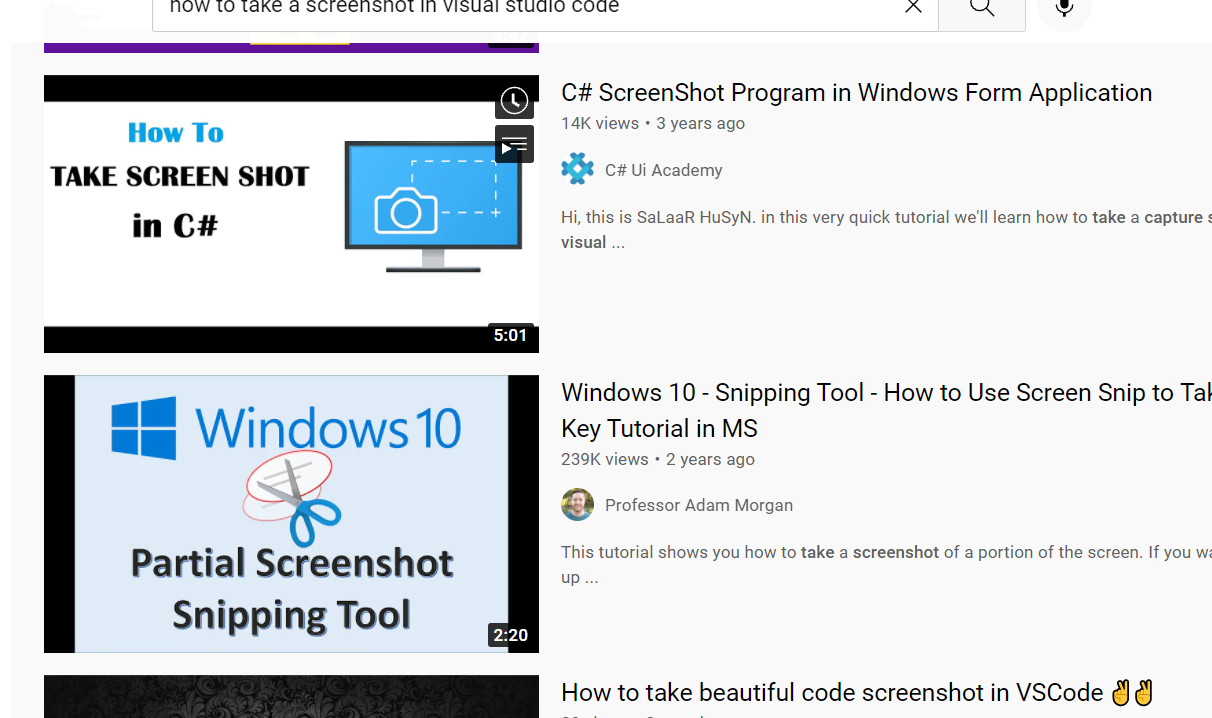 how to take a screenshot in visual studio code
How To
TAKE SCREEN SHOT
in C#
5:01
C# ScreenShot Program in Windows Form Application
14K views • 3 years ago
C# Ui Academy
Hi, this is SaLaaR HuSyN. in this very quick tutorial we'll learn how to take a capture s
visual ...
Windows 10
Partial Screenshot
Snipping Tool
2:20
Windows 10 - Snipping Tool - How to Use Screen Snip to Tak
Key Tutorial in MS
239K views • 2 years ago
Professor Adam Morgan
This tutorial shows you how to take a screenshot of a portion of the screen. If you wa
up ...
How to take beautiful code screenshot in VSCode ✌✌